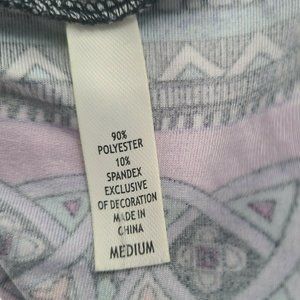 90%
POLYESTER
10%
SPANDEX
EXCLUSIVE
OF DECORATION
MADE IN
CHINA
MEDIUM